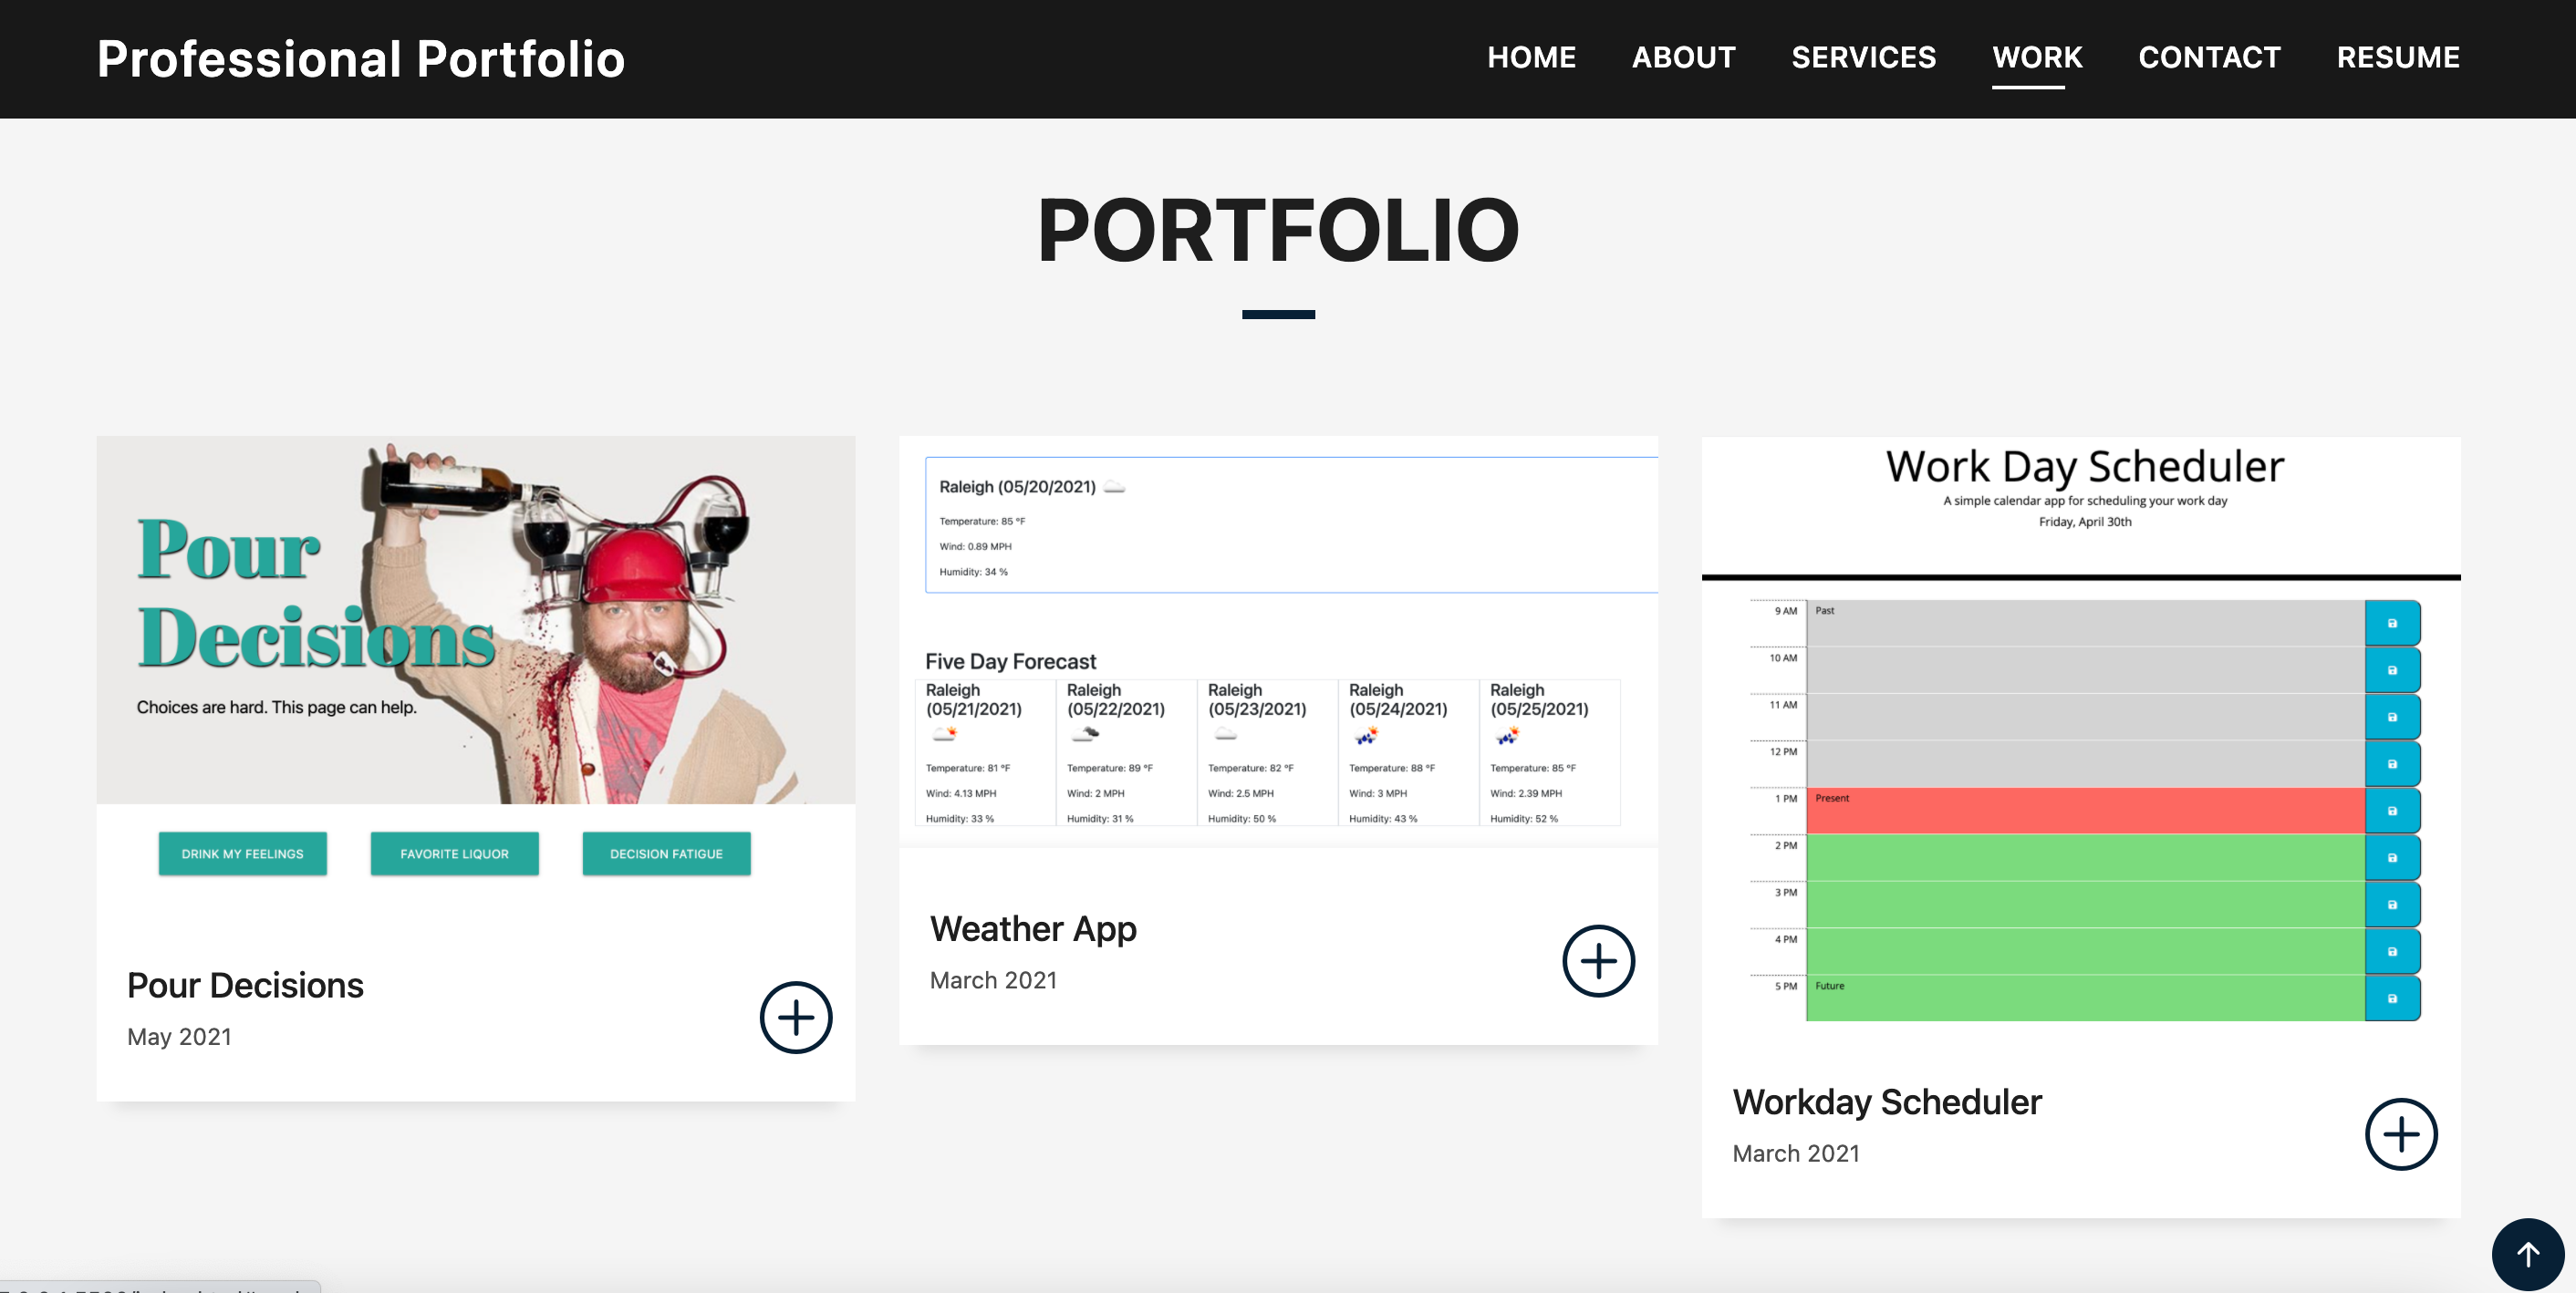 Professional Portfolio
HOME ABOUT SERVICES WORK CONTACT RESUME
PORTFOLIO
Pour
Decisions
Choices are hard. This page can help.
DRINK MY FEELINGS
FAVORITE LIQUOR
DECISION FATIGUE
Pour Decisions
May 2021
Raleigh (05/20/2021)
Temperature: 85 °F
Wind: 0.89 MPH
Humidity: 34 %
Five Day Forecast
Raleigh
(05/21/2021)
Temperature: 81 °F
Wind: 4.13 MPH
Humidity: 33 %
Raleigh
(05/22/2021)
Temperature: 89 °F
Wind: 2 MPH
Humidity: 31 %
Raleigh
(05/23/2021)
Temperature: 82 °F
Wind: 2.5 MPH
Humidity: 50 %
Raleigh
(05/24/2021)
Temperature: 88 °F
Wind: 3 MPH
Humidity: 43 %
Raleigh
(05/25/2021)
Temperature: 85 °F
Wind: 2.39 MPH
Humidity: 52 %
Weather App
March 2021
Work Day Scheduler
A simple calendar app for scheduling your work day
Friday, April 30th
9 AM Past
10 AM
11 AM
12 PM
1 PM Present
2 PM
3 PM
4 PM
5 PM Future
Workday Scheduler
March 2021